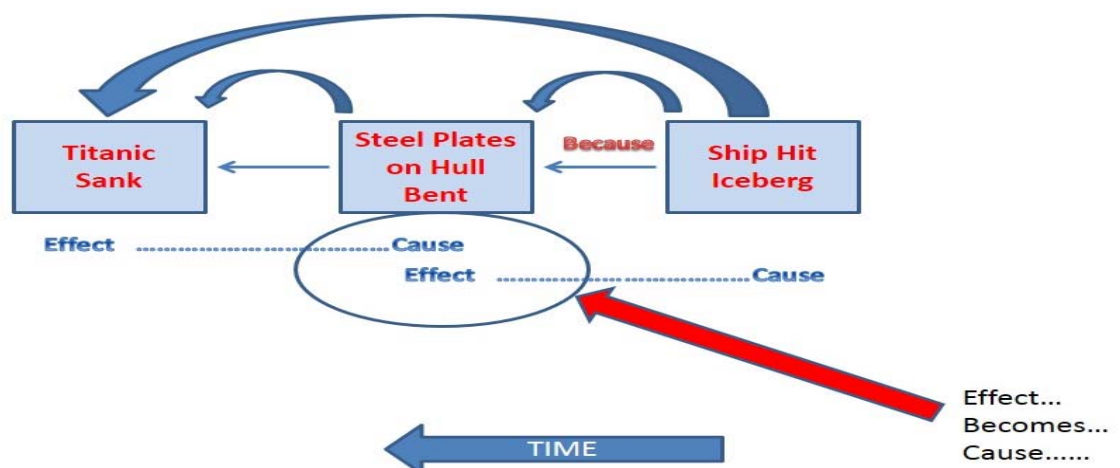 Titanic
Sank
Steel Plates
on Hull
Bent
Because
Ship Hit
Iceberg
Effect ........................................Cause
Effect ........................................Cause
TIME
Effect...
Becomes...
Cause......